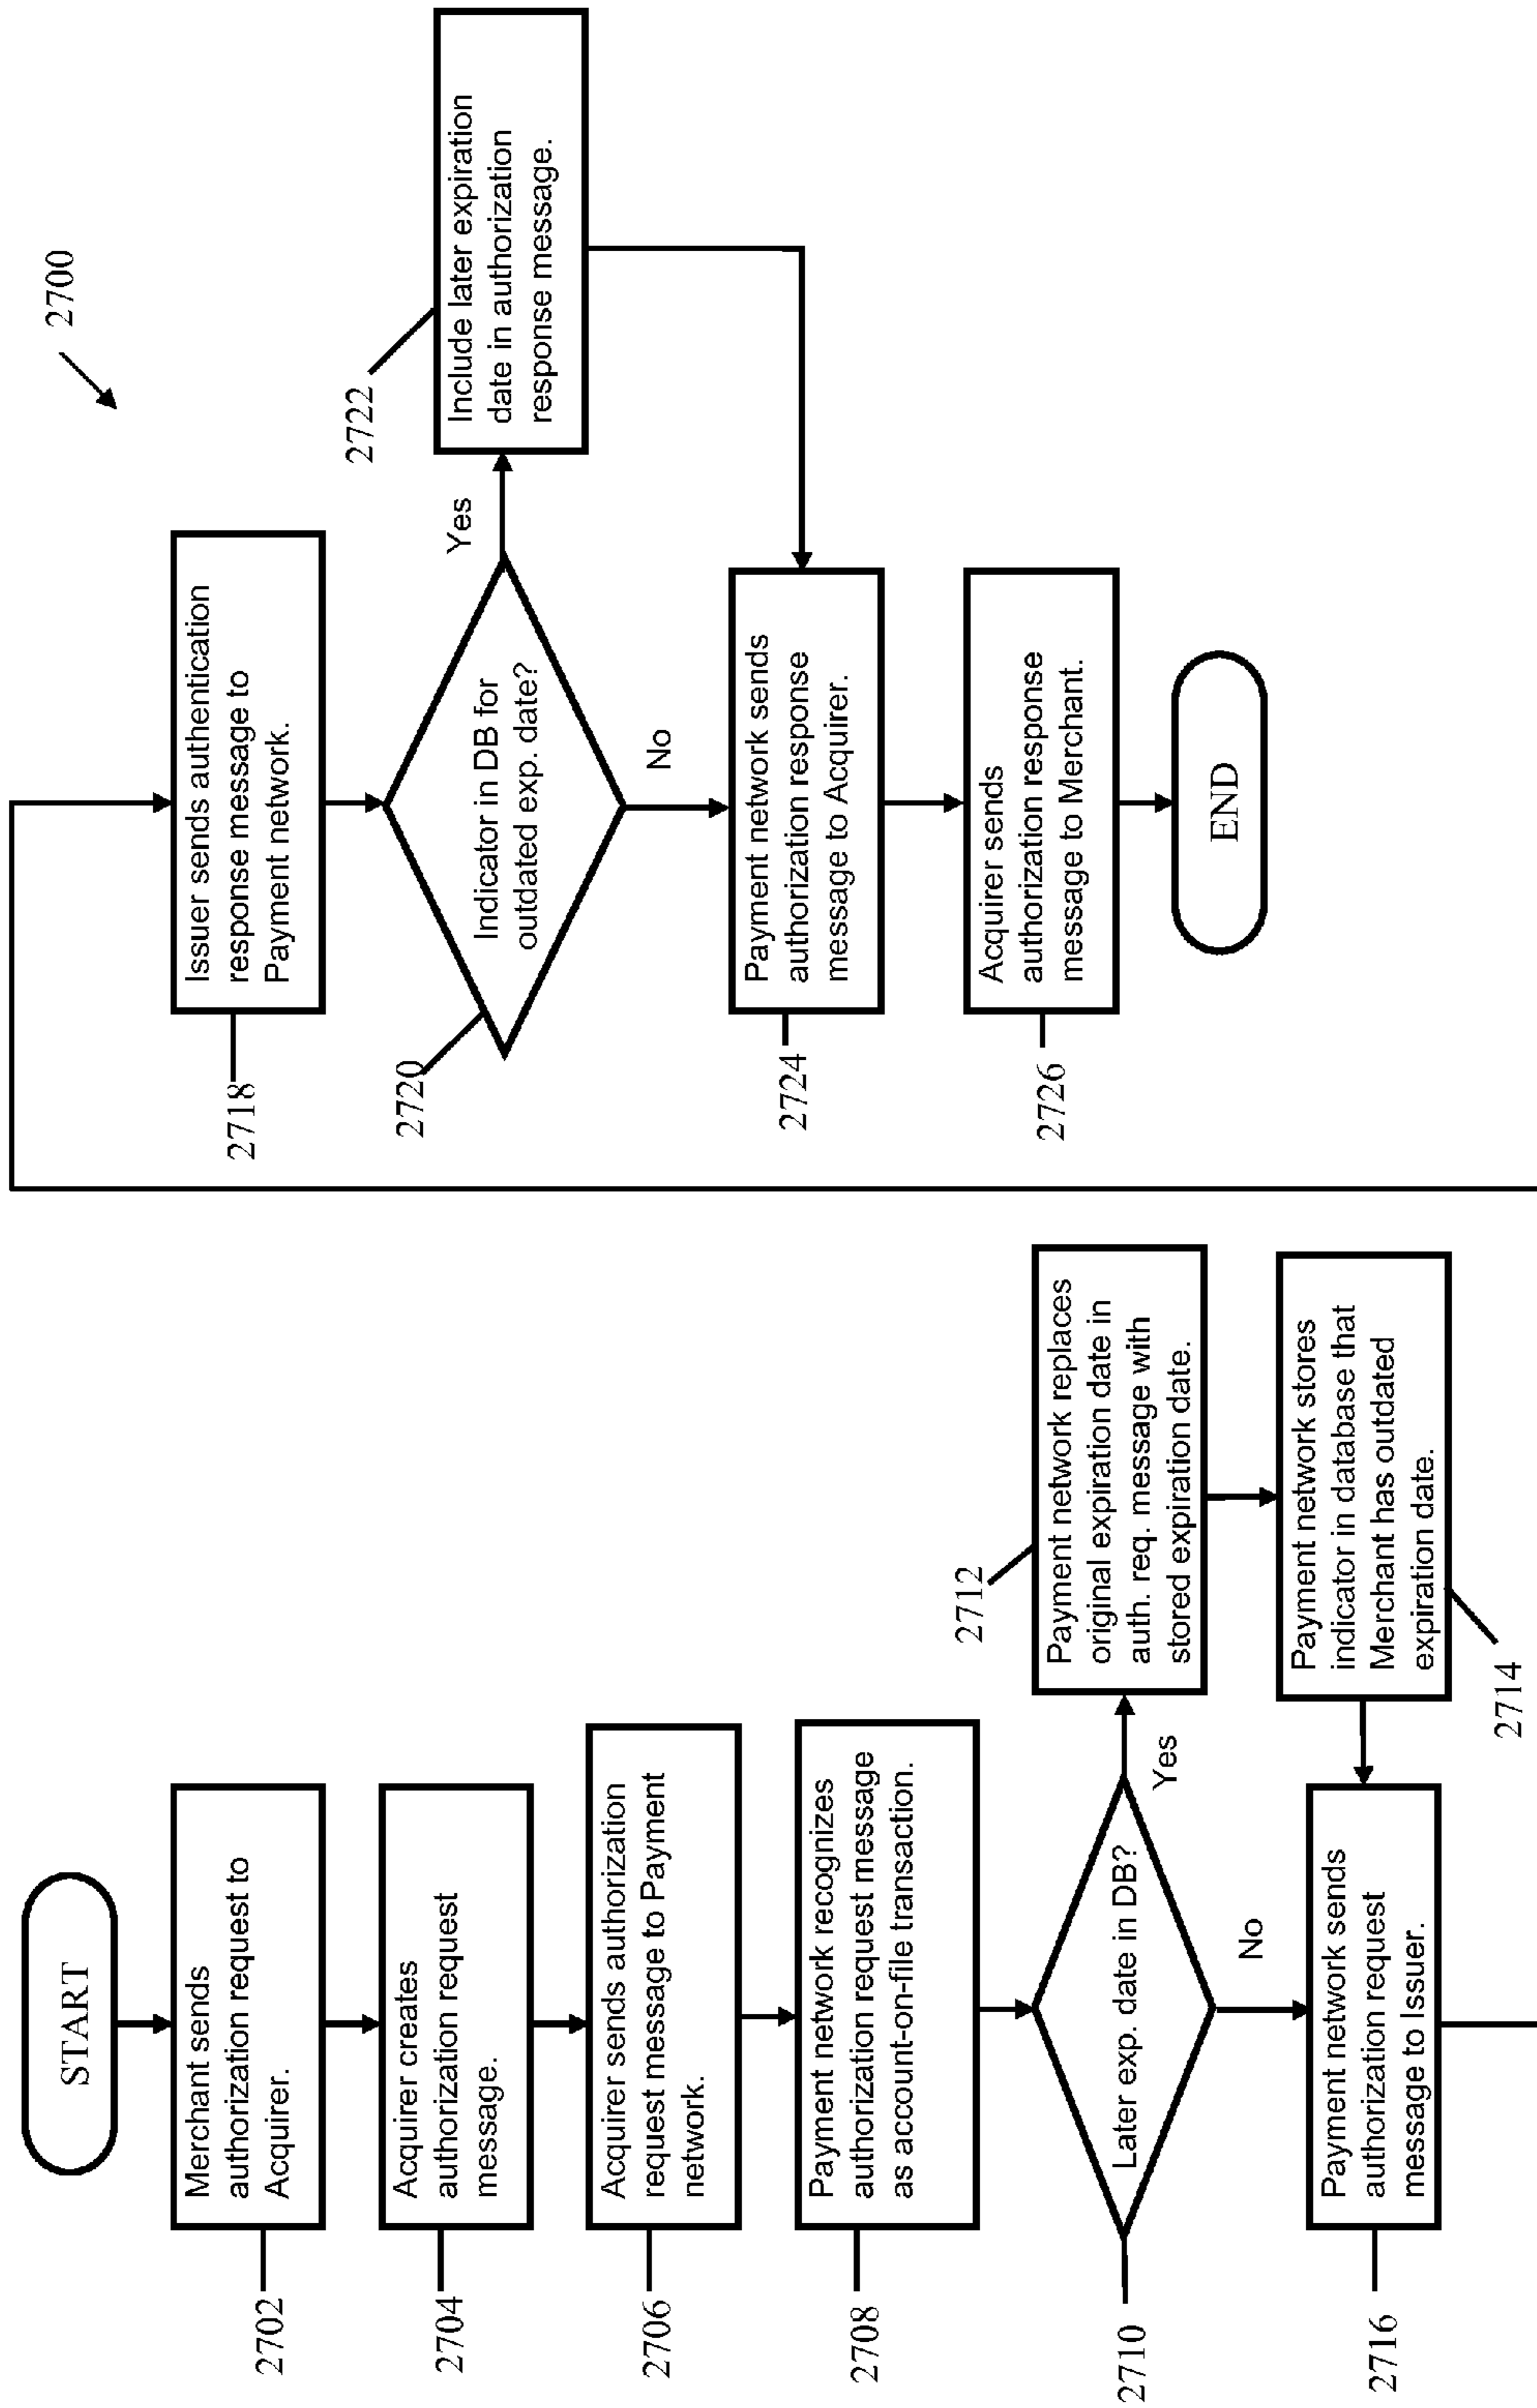 2700
START
2702
Merchant sends
authorization request to
Acquirer.
2704
Acquirer creates
authorization request
message.
2706
Acquirer sends authorization
request message to Payment
network.
2708
Payment network recognizes
authorization request message
as account-on-file transaction.
2710
Later exp. date in DB?
Yes
No
2712
Payment network replaces
original expiration date in
auth. req. message with
stored expiration date.
2714
Payment network stores
indicator in database that
Merchant has outdated
expiration date.
2716
Payment network sends
authorization request
message to Issuer.
2718
Issuer sends authentication
response message to
Payment network.
2720
Indicator in DB for
outdated exp. date?
Yes
No
2722
Include later expiration
date in authorization
response message.
2724
Payment network sends
authorization response
message to Acquirer.
2726
Acquirer sends
authorization response
message to Merchant.
END